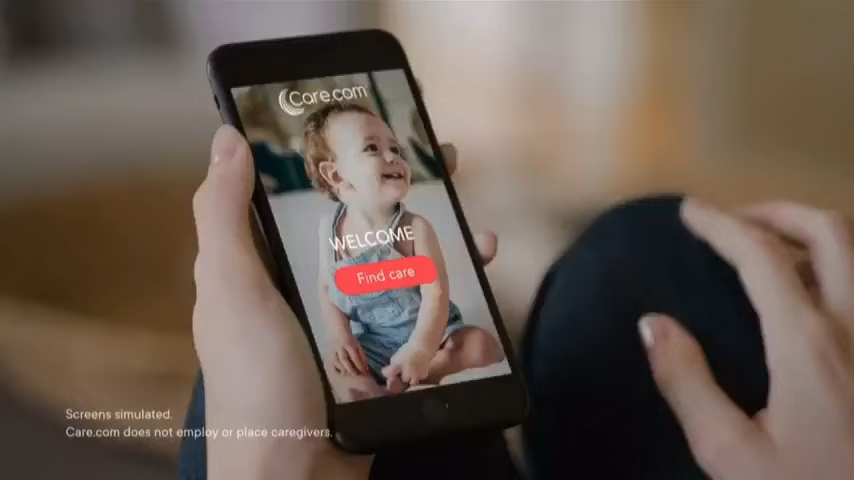 Care.com
WELCOME
Find care
Screens simulated.
Care.com does not employ or place caregivers.